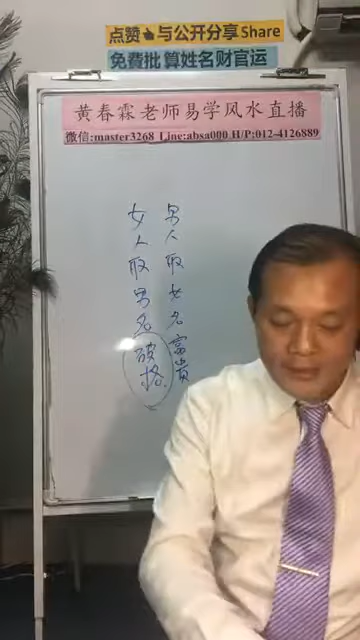 点赞👍与公开分享Share
免費批算姓名财官运
黄春霖老师易学风水直播
微信:master3268 Line:absa000 H/P:012-4126889
男人取女名富贵
女人取男名破格